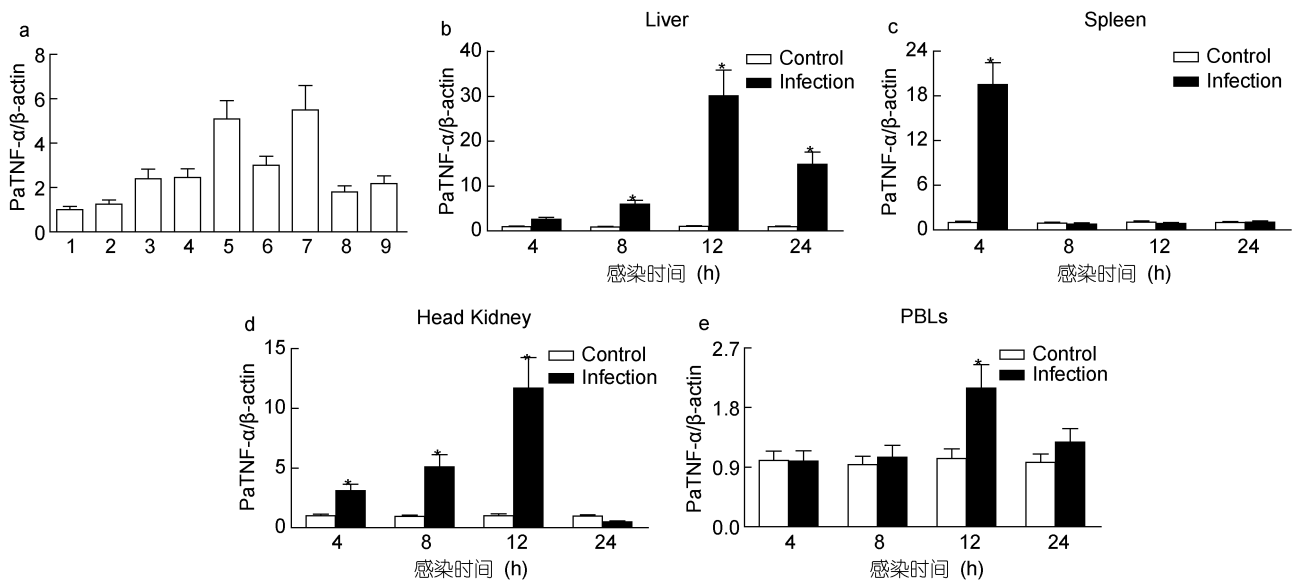 a
PaTNF-α/β-actin
8
6
4
2
0
1 2 3 4 5 6 7 8 9
b
Liver
PaTNF-α/β-actin
40
30
20
10
0
Control
Infection
* * *
4 8 12 24
感染时间 (h)
c
Spleen
PaTNF-α/β-actin
24
18
12
6
0
Control
Infection
*
4 8 12 24
感染时间 (h)
d
Head Kidney
PaTNF-α/β-actin
15
10
5
0
Control
Infection
* * *
4 8 12 24
感染时间 (h)
e
PBLs
PaTNF-α/β-actin
2.7
1.8
0.9
0.0
Control
Infection
*
4 8 12 24
感染时间 (h)